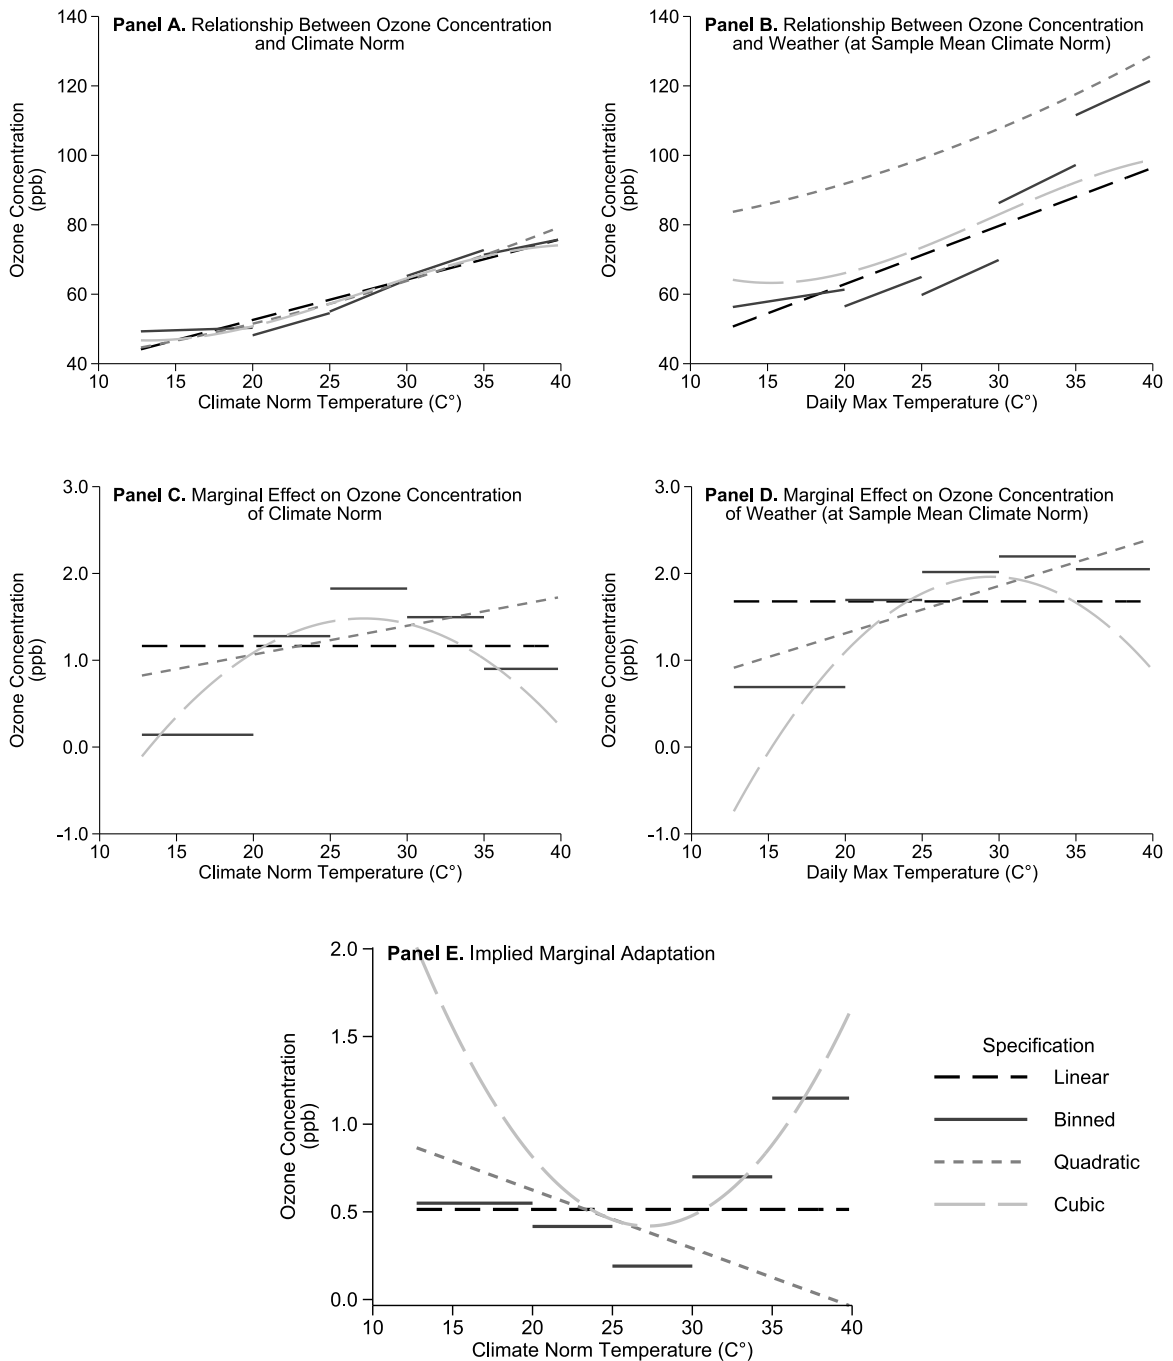 Panel A. Relationship Between Ozone Concentration
and Climate Norm
140
120
100
80
60
40
Ozone Concentration
(ppb)
10 15 20 25 30 35 40
Climate Norm Temperature (C°)
Panel B. Relationship Between Ozone Concentration
and Weather (at Sample Mean Climate Norm)
140
120
100
80
60
40
Ozone Concentration
(ppb)
10 15 20 25 30 35 40
Daily Max Temperature (C°)
Panel C. Marginal Effect on Ozone Concentration
of Climate Norm
3.0
2.0
1.0
0.0
−1.0
Ozone Concentration
(ppb)
10 15 20 25 30 35 40
Climate Norm Temperature (C°)
Panel D. Marginal Effect on Ozone Concentration
of Weather (at Sample Mean Climate Norm)
3.0
2.0
1.0
0.0
−1.0
Ozone Concentration
(ppb)
10 15 20 25 30 35 40
Daily Max Temperature (C°)
Panel E. Implied Marginal Adaptation
2.0
1.5
1.0
0.5
0.0
Ozone Concentration
(ppb)
10 15 20 25 30 35 40
Climate Norm Temperature (C°)
Specification
Linear
Binned
Quadratic
Cubic